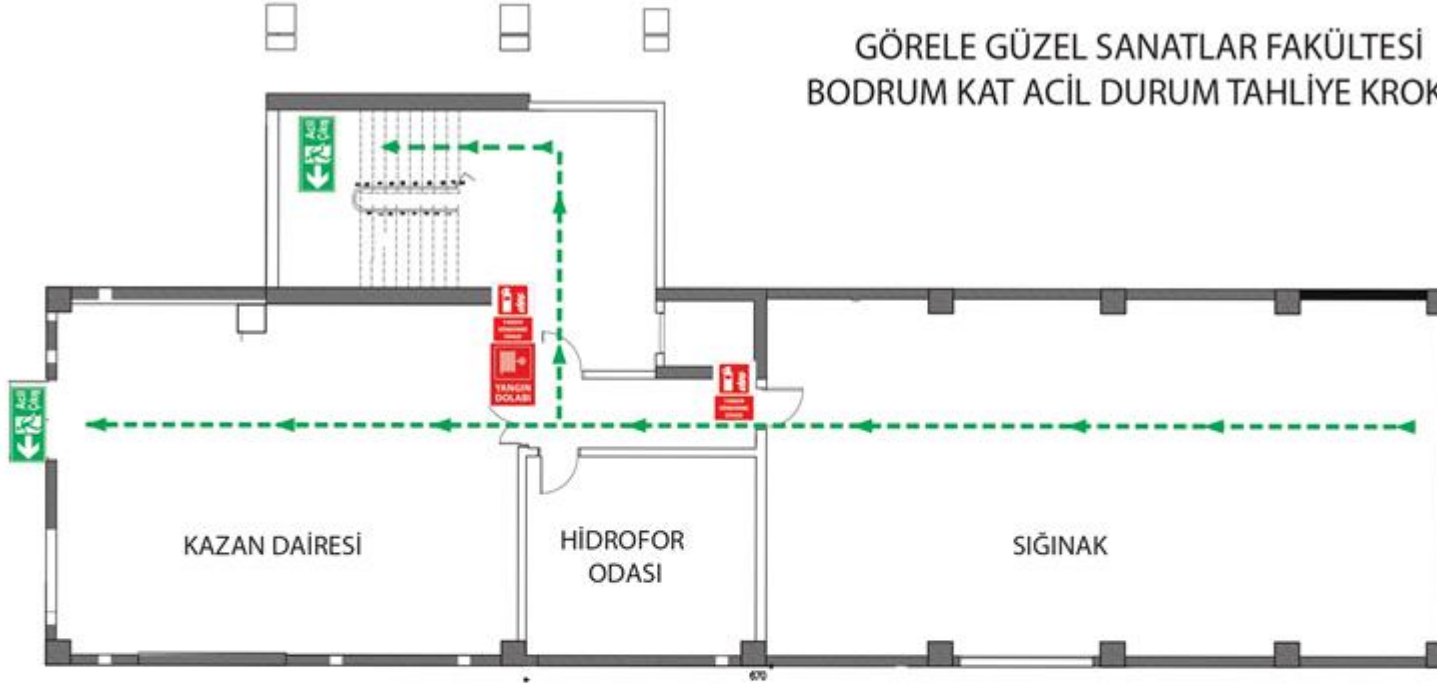 GÖRELE GÜZEL SANATLAR FAKÜLTESİ
BODRUM KAT ACİL DURUM TAHLİYE KROK
Acil
Çıkış
YANGIN
DOLABI
Acil
Çıkış
KAZAN DAİRESİ
HİDROFOR
ODASI
SIĞINAK
670